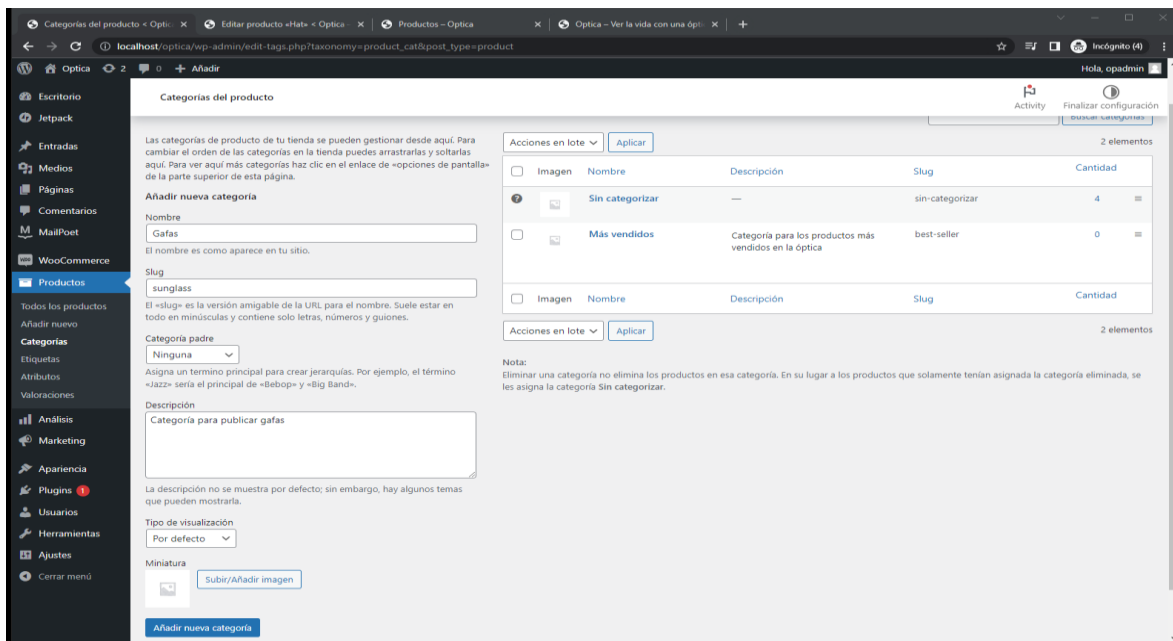 Categorías del producto < Optic
Editar producto «Hat» < Optica
Productos – Optica
Optica – Ver la vida con una ópt
localhost/optica/wp-admin/edit-tags.php?taxonomy=product_cat&post_type=product
Incógnito (4)
Optica 2 0 + Añadir
Hola, opadmin
Escritorio
Jetpack
Entradas
Medios
Páginas
Comentarios
MailPoet
WooCommerce
Productos
Todos los productos
Añadir nuevo
Categorías
Etiquetas
Atributos
Valoraciones
Análisis
Marketing
Apariencia
Plugins 1
Usuarios
Herramientas
Ajustes
Cerrar menú
Categorías del producto
Activity
Finalizar configuración
Las categorías de producto de tu tienda se pueden gestionar desde aquí. Para
cambiar el orden de las categorías en la tienda puedes arrastrarlas y soltarlas
aquí. Para ver aquí más categorías haz clic en el enlace de «opciones de pantalla»
de la parte superior de esta página.
Añadir nueva categoría
Nombre
Gafas
El nombre es como aparece en tu sitio.
Slug
sunglass
El «slug» es la versión amigable de la URL para el nombre. Suele estar en
todo en minúsculas y contiene solo letras, números y guiones.
Categoría padre
Ninguna
Asigna un termino principal para crear jerarquías. Por ejemplo, el término
«Jazz» sería el principal de «Bebop» y «Big Band».
Descripción
Categoría para publicar gafas
La descripción no se muestra por defecto; sin embargo, hay algunos temas
que pueden mostrarla.
Tipo de visualización
Por defecto
Miniatura
Subir/Añadir imagen
Añadir nueva categoría
Buscar categorías
Acciones en lote Aplicar 2 elementos
Imagen Nombre Descripción Slug Cantidad
Sin categorizar — sin-categorizar 4
Más vendidos Categoría para los productos más best-seller 0
vendidos en la óptica
Imagen Nombre Descripción Slug Cantidad
Acciones en lote Aplicar 2 elementos
Nota:
Eliminar una categoría no elimina los productos en esa categoría. En su lugar a los productos que solamente tenían asignada la categoría eliminada, se
les asigna la categoría Sin categorizar.